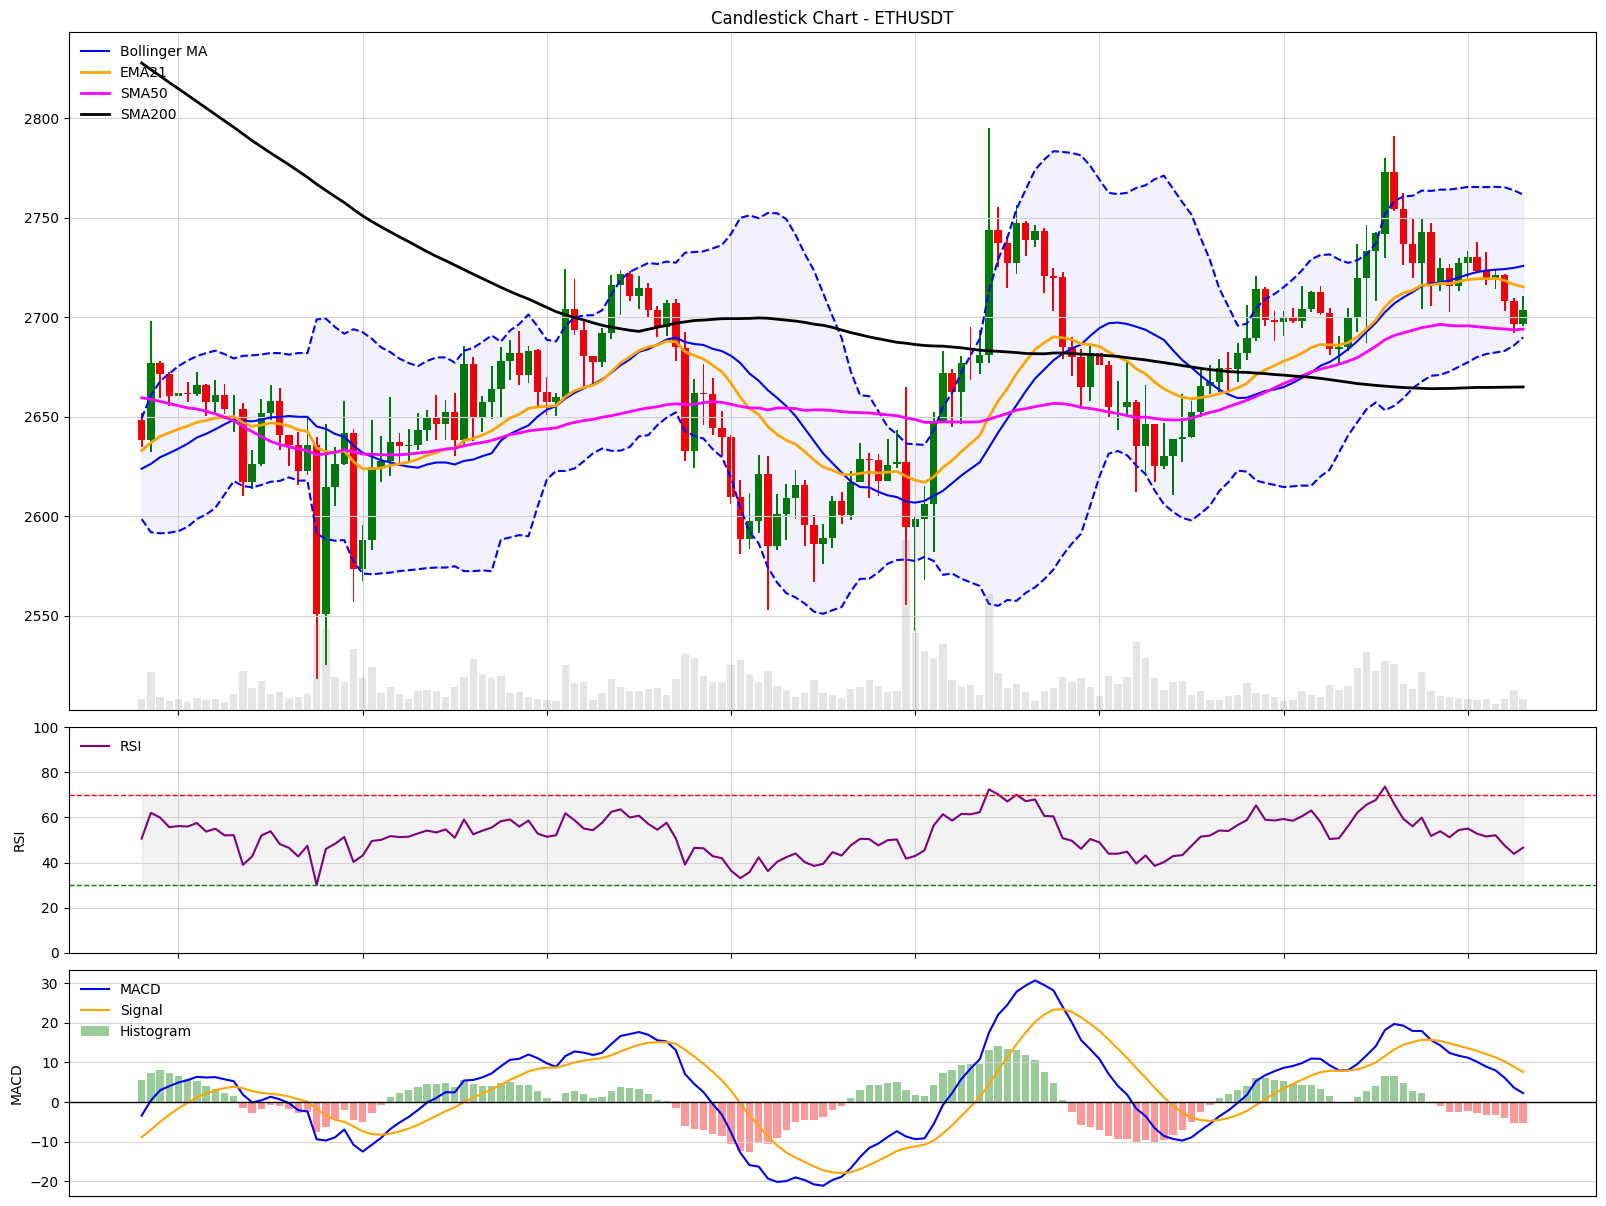 Candlestick Chart - ETHUSDT
Bollinger MA
EMA21
SMA50
SMA200
2800
2750
2700
2650
2600
2550
RSI
100
80
60
40
20
0
RSI
MACD
Signal
Histogram
30
20
10
0
−10
−20
MACD